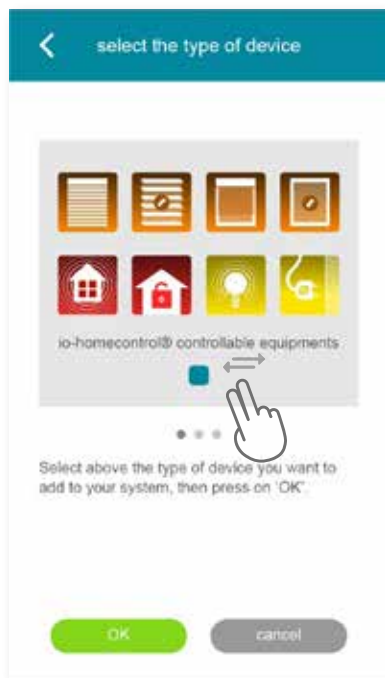 select the type of device
io-homecontrol® controllable equipments
Select above the type of device you want to
add to your system, then press on 'OK'.
OK
cancel